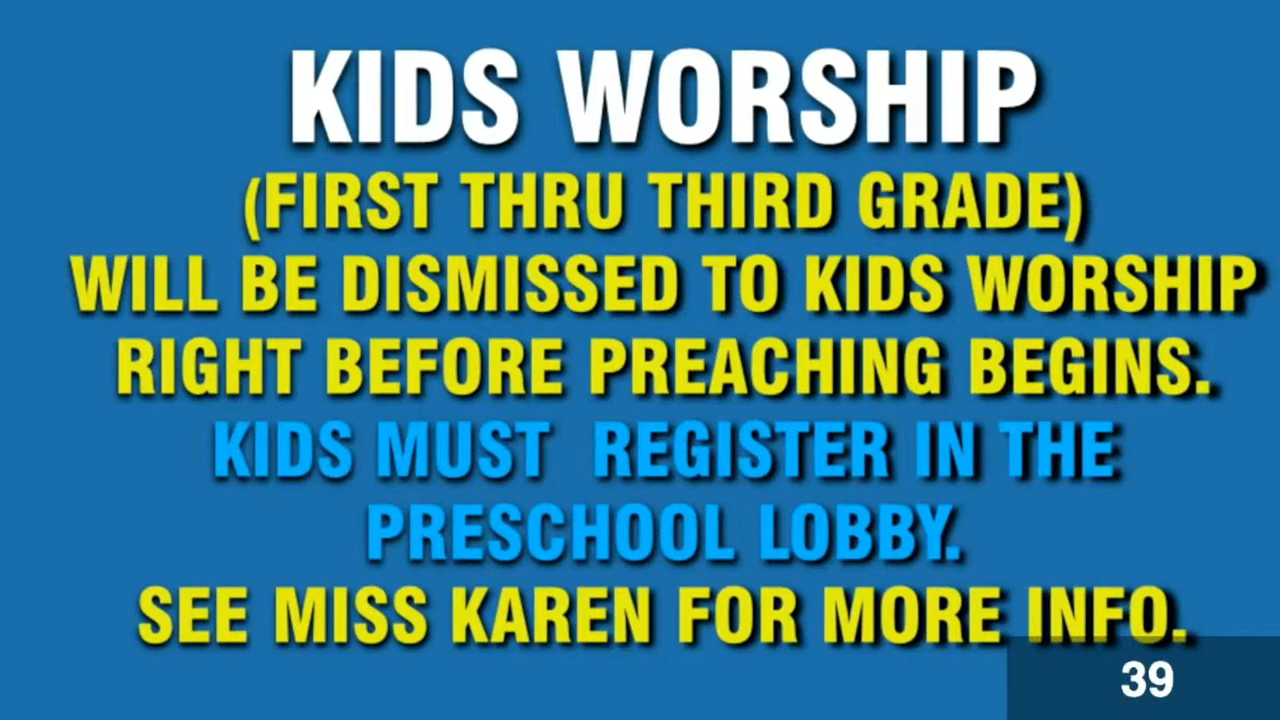 KIDS WORSHIP
(FIRST THRU THIRD GRADE)
WILL BE DISMISSED TO KIDS WORSHIP
RIGHT BEFORE PREACHING BEGINS.
KIDS MUST  REGISTER IN THE
PRESCHOOL LOBBY.
SEE MISS KAREN FOR MORE INFO.
39